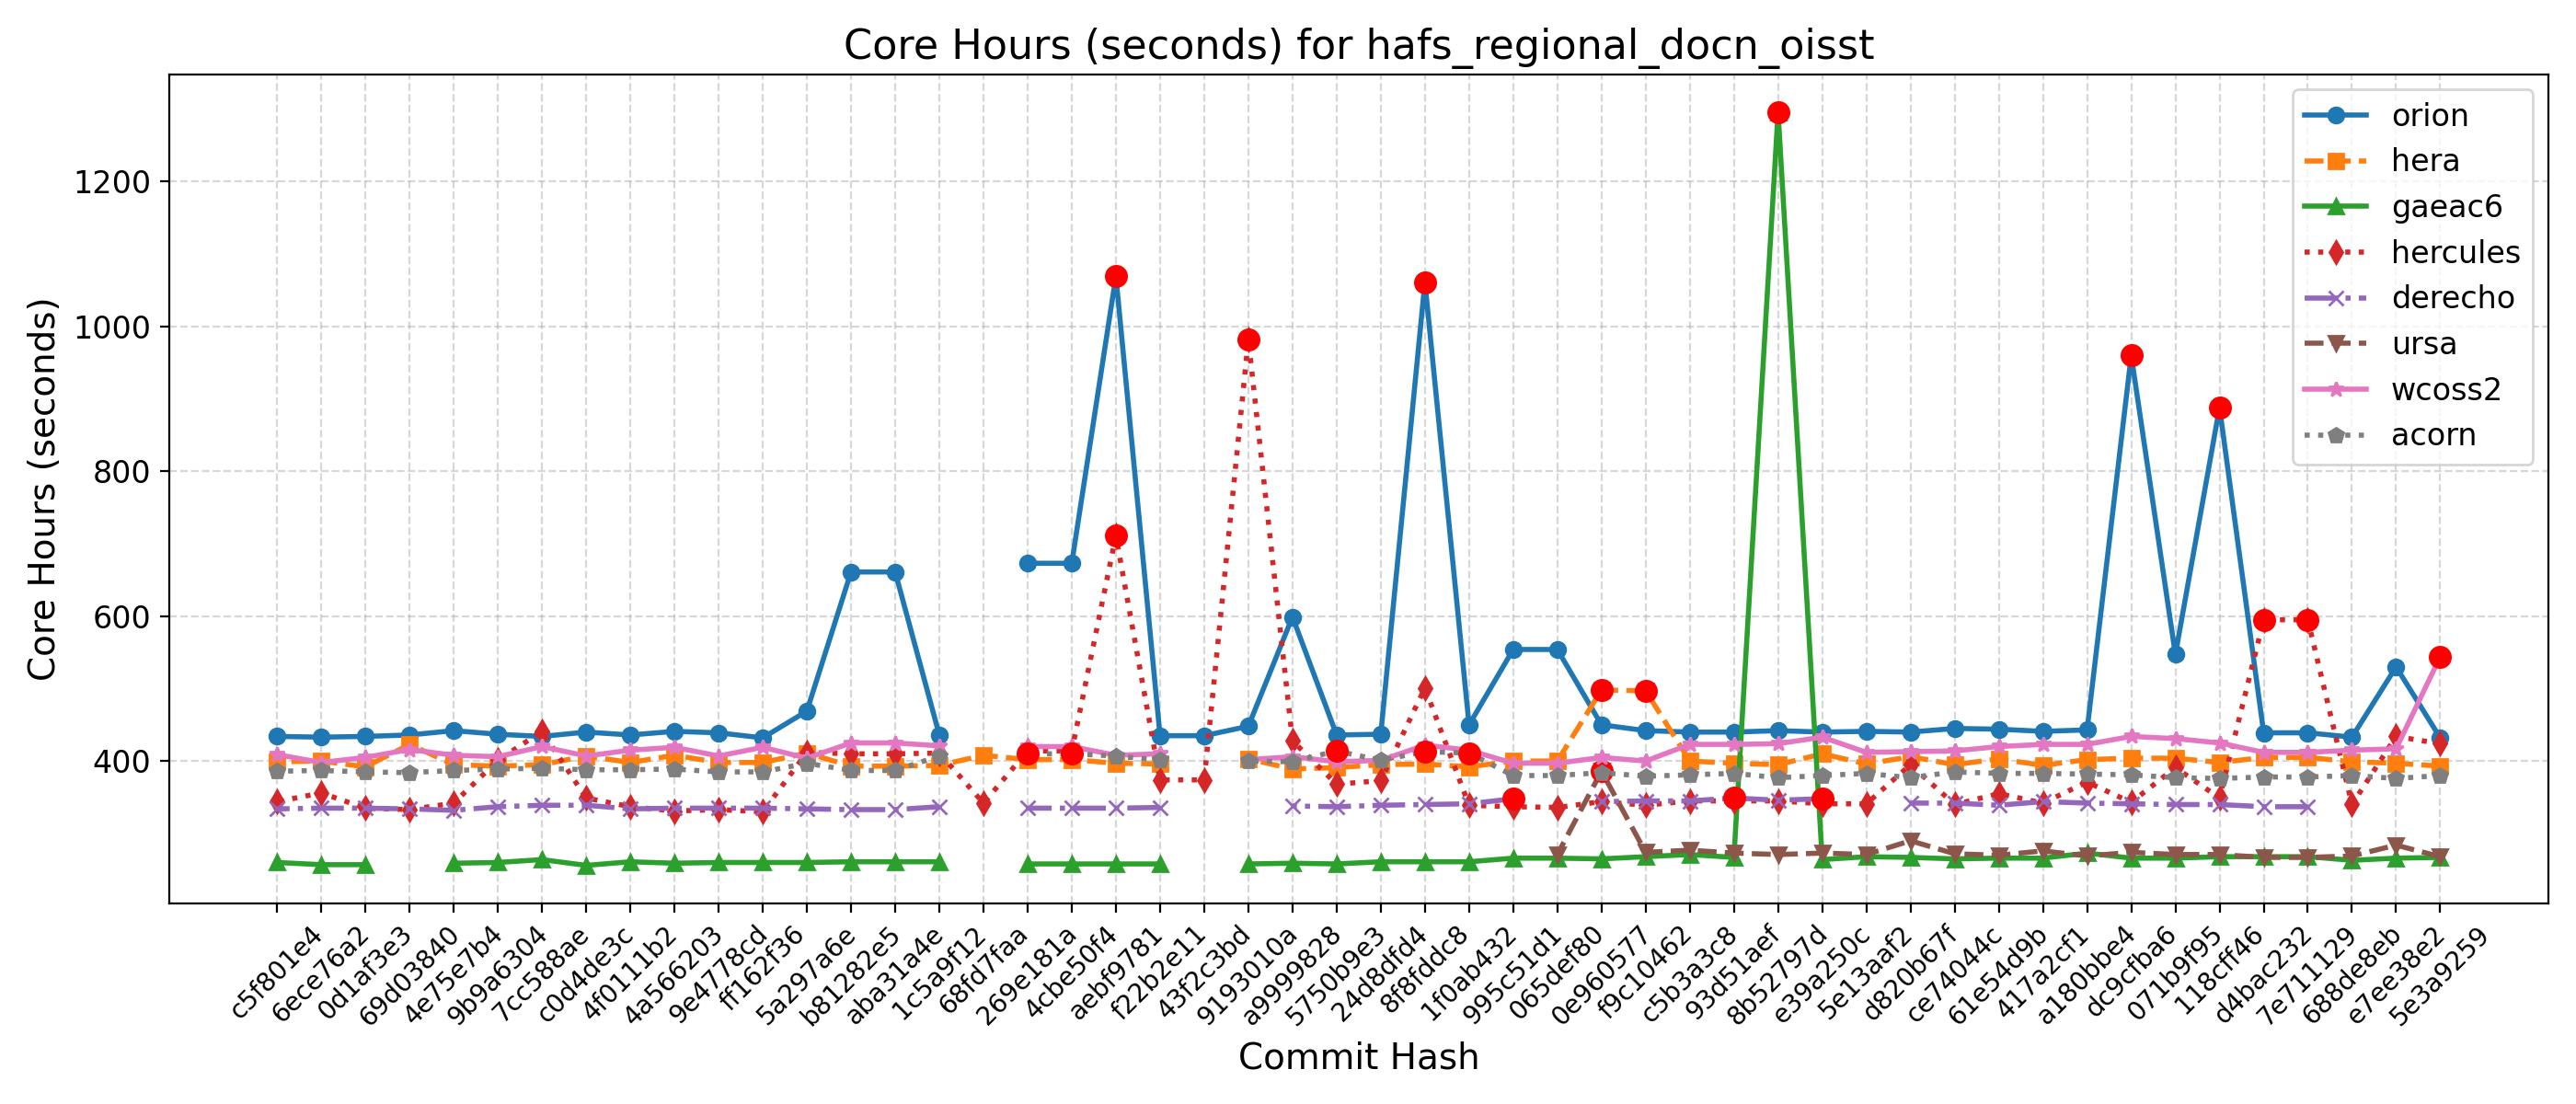 Core Hours (seconds) for hafs_regional_docn_oisst
Core Hours (seconds)
1200
1000
800
600
400
orion
hera
gaeac6
hercules
derecho
ursa
wcoss2
acorn
c5f801e4
6ece76a2
0d1af3e3
69d03840
4e75e7b4
9b9a6304
7cc588ae
c0d4de3c
4f0111b2
4a566203
9e4778cd
ff162f36
5a297a6e
b81282e5
aba31a4e
1c5a9f12
68fd7faa
269e181a
4cbe50f4
aebf9781
f22b2e11
43f2c3bd
9193010a
a9999828
5750b9e3
24d8dfd4
8f8fddc8
1f0ab432
995c51d1
065def80
0e960577
f9c10462
c5b3a3c8
93d51aef
8b52797d
e39a250c
5e13aaf2
d820b67f
ce74044c
61e54d9b
417a2cf1
a180bbe4
dc9cfba6
071b9f95
118cff46
d4bac232
7e711129
688de8eb
e7ee38e2
5e3a9259
Commit Hash